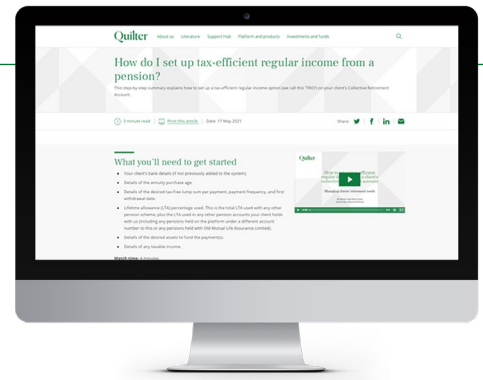 Quilter About us Literature Support Hub Platform and products Investments and funds
How do I set up tax-efficient regular income from a
pension?
This step-by-step summary explains how to set up a tax-efficient regular income option (we call this 'TRIO') on your client's Collective Retirement
Account.
3 minute read Print this article Date: 17 May 2021 Share
What you'll need to get started
Your client's bank details (if not previously added to the system).
Details of the annuity purchase age
Details of the desired tax-free lump sum per payment, payment frequency, and first
withdrawal date.
Lifetime allowance (LTA) percentage used. This is the total LTA used with any other
pension scheme, plus the LTA used in any other pension accounts your client holds
with us (including any pensions held on the platform under a different account
number to this or any pensions held with Old Mutual Life Assurance Limited).
Details of the desired assets to fund the payment(s).
Details of any taxable income.
Watch time: 3 minutes
Quilter